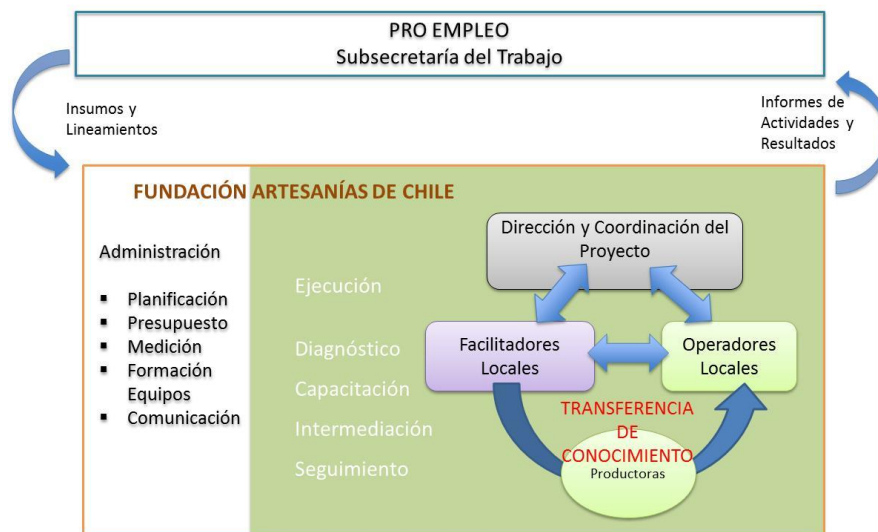 PRO EMPLEO
Subsecretaría del Trabajo
Insumos y
Lineamientos
Informes de
Actividades y
Resultados
FUNDACIÓN ARTESANÍAS DE CHILE
Administración
▪ Planificación
▪ Presupuesto
▪ Medición
▪ Formación
Equipos
▪ Comunicación
Ejecución
Diagnóstico
Capacitación
Intermediación
Seguimiento
Dirección y Coordinación del
Proyecto
Facilitadores
Locales
Operadores
Locales
TRANSFERENCIA
DE
CONOCIMIENTO
Productoras